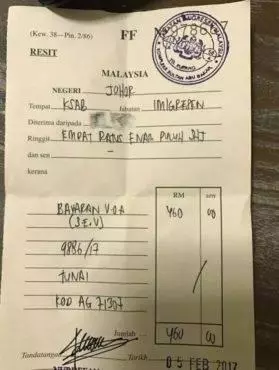 (Kew. 38—Pin. 2/86) FF
RESIT
MALAYSIA
NEGERI JOHOR
Tempat KSAB Jabatan IMIGRESEN
Diterima daripada
Ringgit EMPAT RATUS ENAM PULUH SHJ
dan sen -
kerana
RM sen
BAYARAN V.O.A 460 00
(S.E.V)
9886/17
TUNAI
KOD AG 71307
Jumlah ... 460 00
Tandatangan Tarikh 05 FEB 2017